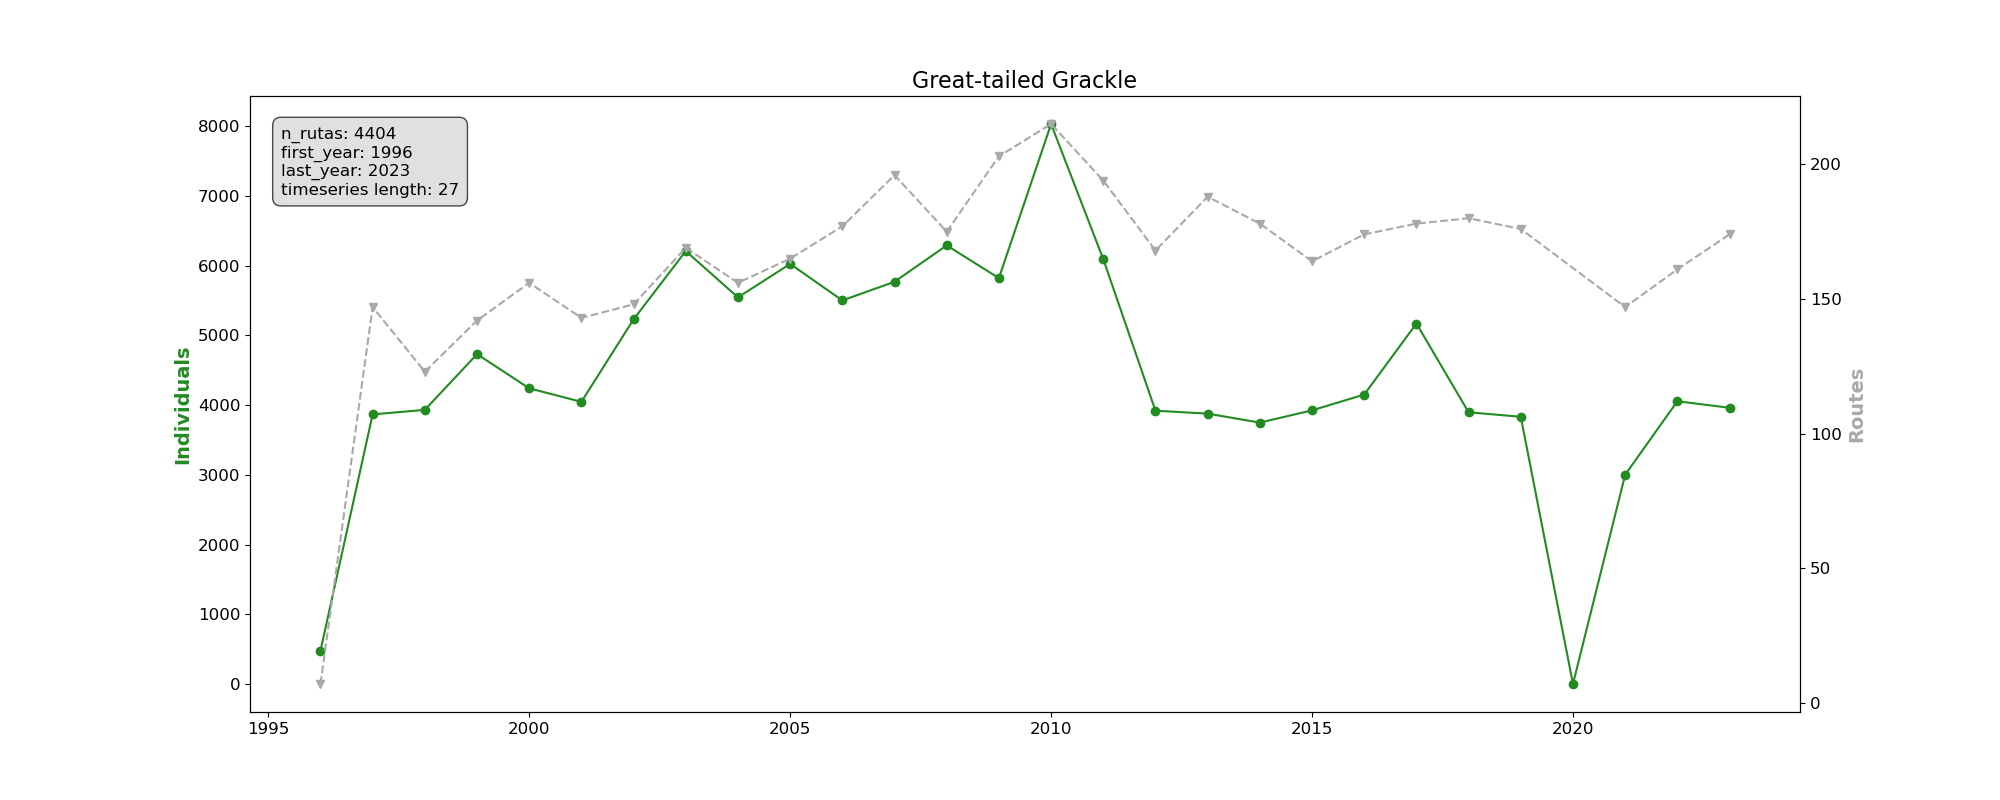 Great-tailed Grackle
n_rutas: 4404
first_year: 1996
last_year: 2023
timeseries length: 27
8000
7000
6000
5000
4000
3000
2000
1000
0
Individuals
200
150
100
50
0
Routes
1995
2000
2005
2010
2015
2020